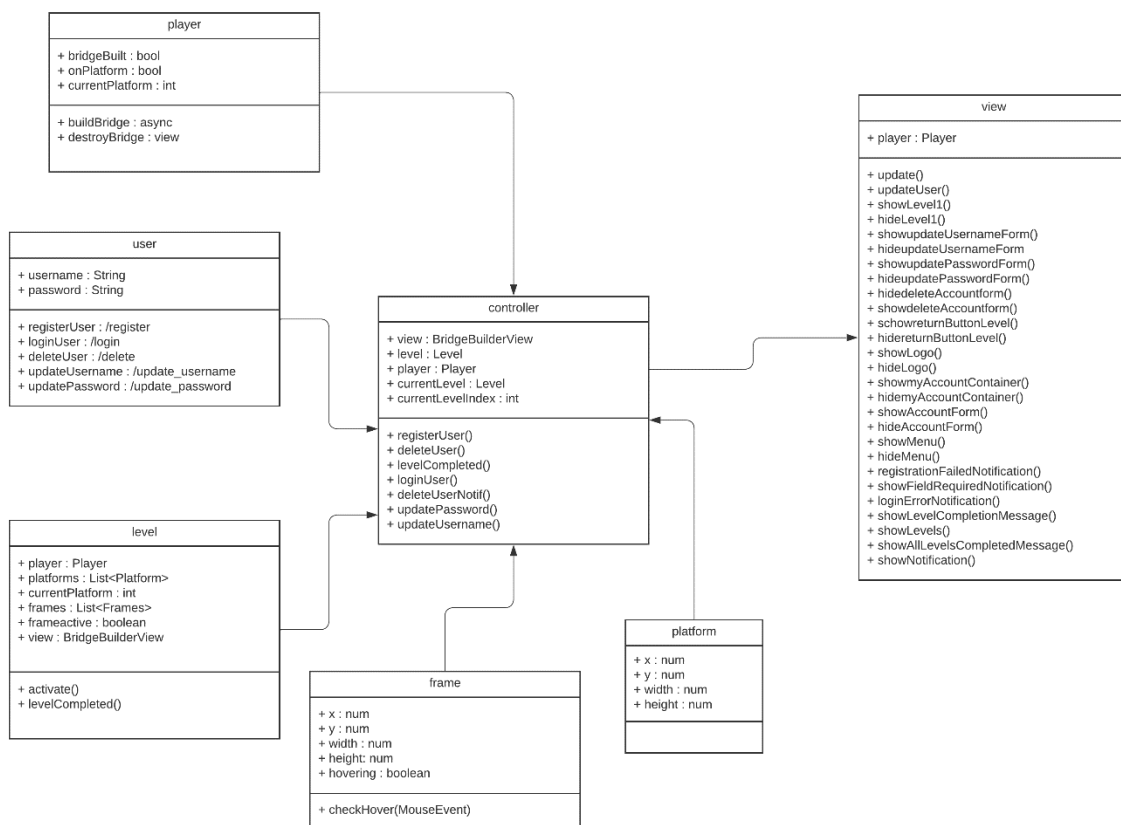 player
+ bridgeBuilt : bool
+ onPlatform : bool
+ currentPlatform : int
+ buildBridge : async
+ destroyBridge : view
view
+ player : Player
+ update()
+ updateUser()
+ showLevel1()
+ hideLevel1()
+ showupdateUsernameForm()
+ hideupdateUsernameForm
+ showupdatePasswordForm()
+ hideupdatePasswordForm()
+ hidedeleteAccountform()
+ showdeleteAccountform()
+ schowreturnButtonLevel()
+ hidereturnButtonLevel()
+ showLogo()
+ hideLogo()
+ showmyAccountContainer()
+ hidemyAccountContainer()
+ showAccountForm()
+ hideAccountForm()
+ showMenu()
+ hideMenu()
+ registrationFailedNotification()
+ showFieldRequiredNotification()
+ loginErrorNotification()
+ showLevelCompletionMessage()
+ showLevels()
+ showAllLevelsCompletedMessage()
+ showNotification()
user
+ username : String
+ password : String
+ registerUser : /register
+ loginUser : /login
+ deleteUser : /delete
+ updateUsername : /update_username
+ updatePassword : /update_password
controller
+ view : BridgeBuilderView
+ level : Level
+ player : Player
+ currentLevel : Level
+ currentLevelIndex : int
+ registerUser()
+ deleteUser()
+ levelCompleted()
+ loginUser()
+ deleteUserNotif()
+ updatePassword()
+ updateUsername()
level
+ player : Player
+ platforms : List<Platform>
+ currentPlatform : int
+ frames : List<Frames>
+ frameactive : boolean
+ view : BridgeBuilderView
+ activate()
+ levelCompleted()
platform
+ x : num
+ y : num
+ width : num
+ height : num
frame
+ x : num
+ y : num
+ width : num
+ height: num
+ hovering : boolean
+ checkHover(MouseEvent)